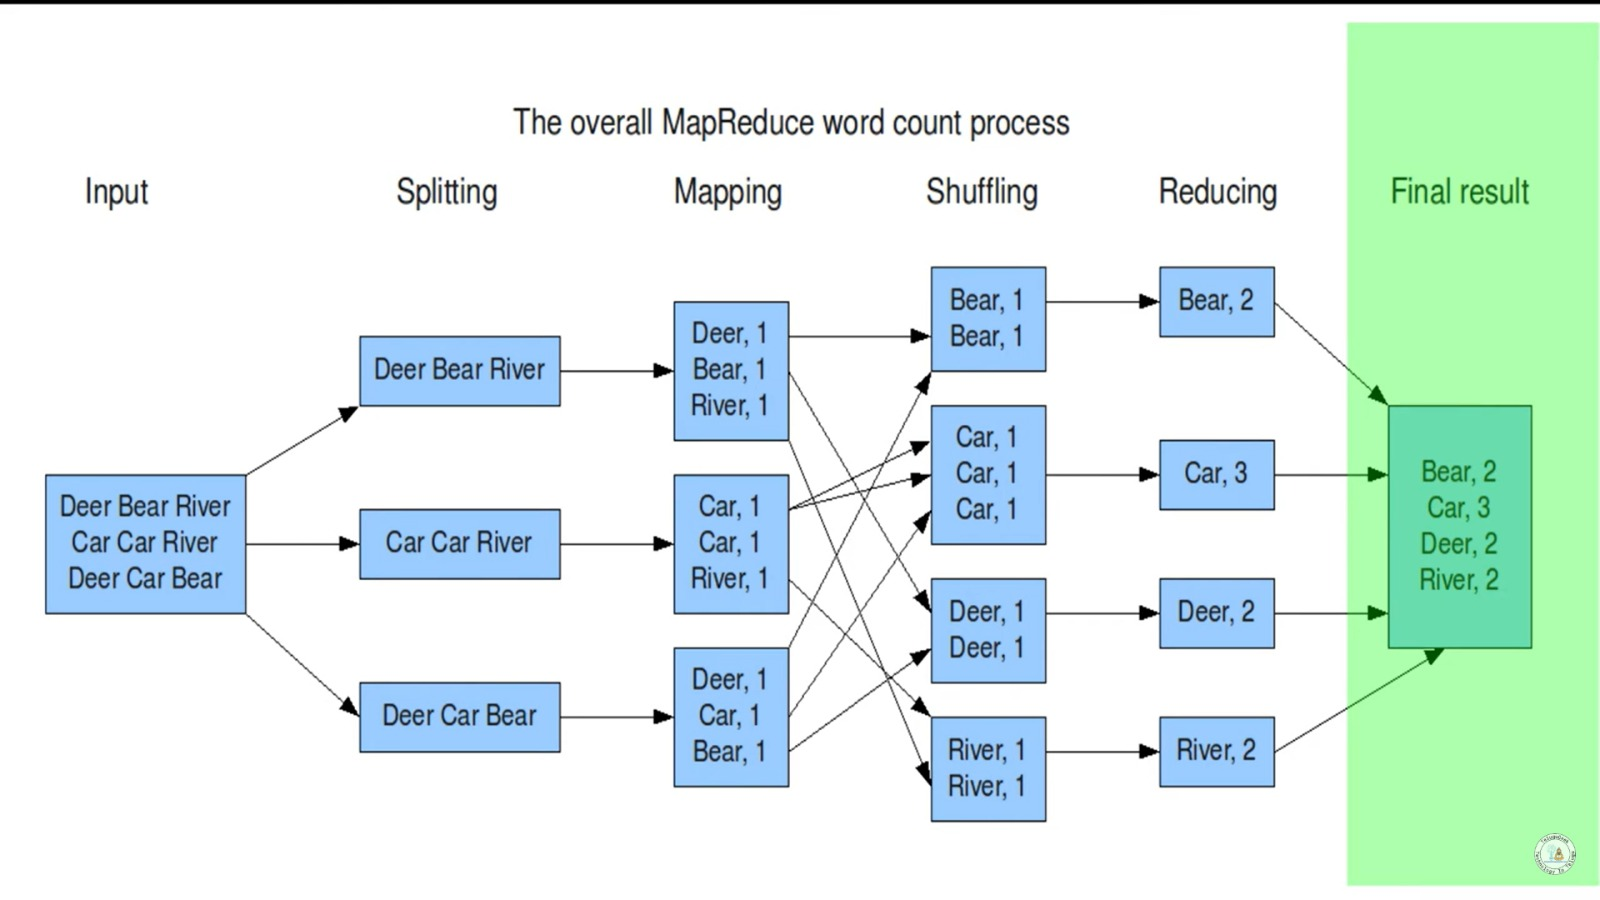 The overall MapReduce word count process
Input
Splitting
Mapping
Shuffling
Reducing
Final result
Deer Bear River
Car Car River
Deer Car Bear
Deer Bear River
Car Car River
Deer Car Bear
Deer, 1
Bear, 1
River, 1
Car, 1
Car, 1
River, 1
Deer, 1
Car, 1
Bear, 1
Bear, 1
Bear, 1
Car, 1
Car, 1
Car, 1
Deer, 1
Deer, 1
River, 1
River, 1
Bear, 2
Car, 3
Deer, 2
River, 2
Bear, 2
Car, 3
Deer, 2
River, 2